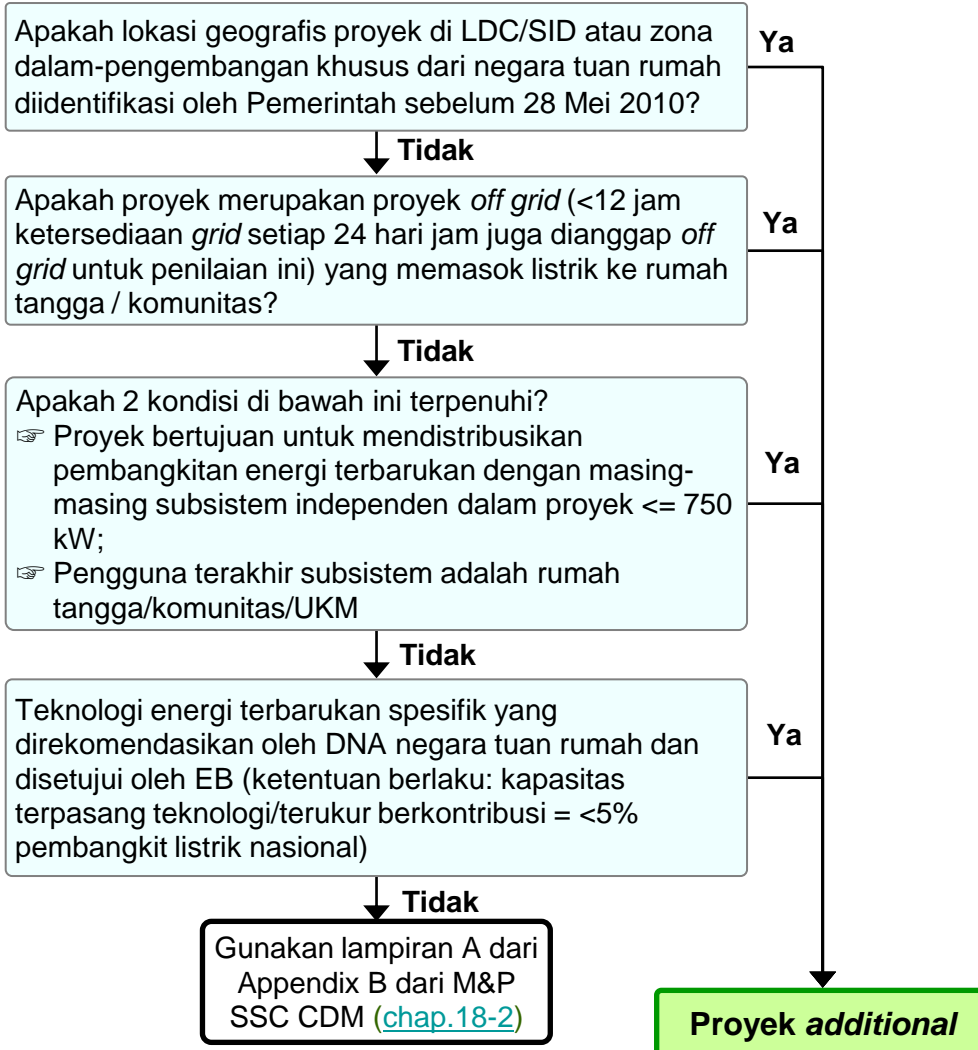 Apakah lokasi geografis proyek di LDC/SID atau zona
dalam-pengembangan khusus dari negara tuan rumah
diidentifikasi oleh Pemerintah sebelum 28 Mei 2010?
Ya
Tidak
Apakah proyek merupakan proyek off grid (<12 jam
ketersediaan grid setiap 24 hari jam juga dianggap off
grid untuk penilaian ini) yang memasok listrik ke rumah
tangga / komunitas?
Ya
Tidak
Apakah 2 kondisi di bawah ini terpenuhi?
☞ Proyek bertujuan untuk mendistribusikan
pembangkitan energi terbarukan dengan masing-
masing subsistem independen dalam proyek <= 750
kW;
☞ Pengguna terakhir subsistem adalah rumah
tangga/komunitas/UKM
Ya
Tidak
Teknologi energi terbarukan spesifik yang
direkomendasikan oleh DNA negara tuan rumah dan
disetujui oleh EB (ketentuan berlaku: kapasitas
terpasang teknologi/terukur berkontribusi = <5%
pembangkit listrik nasional)
Ya
Tidak
Gunakan lampiran A dari
Appendix B dari M&P
SSC CDM (chap.18-2)
Proyek additional